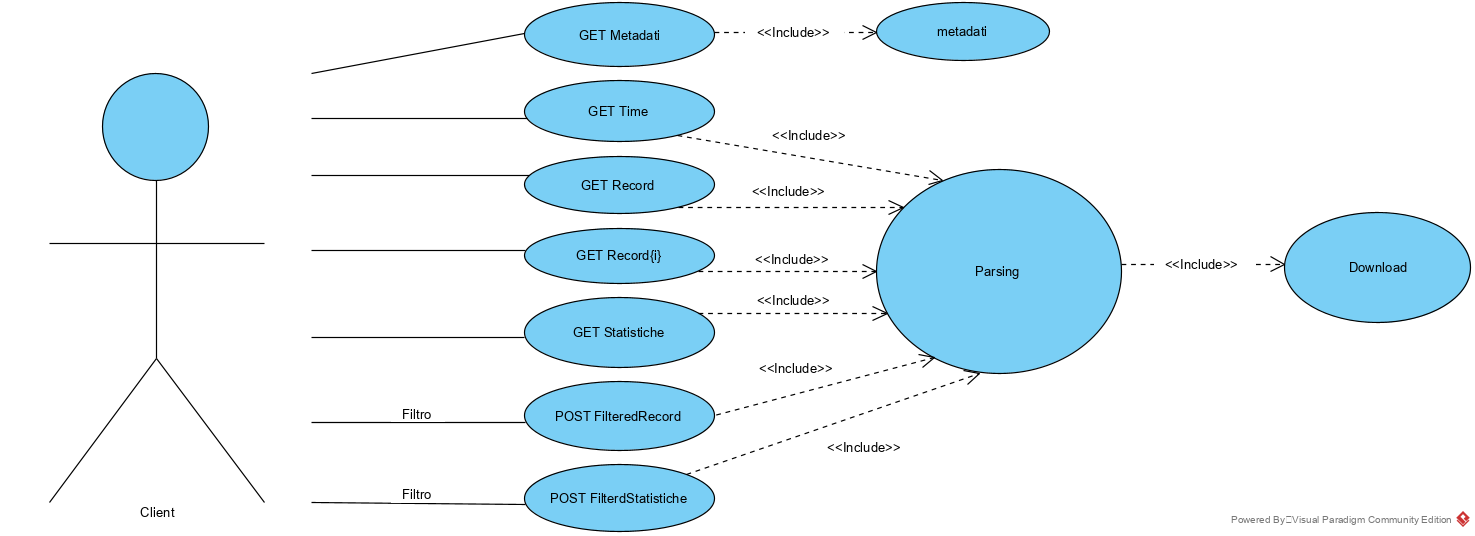 GET Metadati
<<Include>>
metadati
GET Time
<<Include>>
GET Record
<<Include>>
GET Record{i}
<<Include>>
Parsing
<<Include>>
Download
<<Include>>
GET Statistiche
<<Include>>
Filtro
POST FilteredRecord
<<Include>>
Filtro
POST FilterdStatistiche
Client
Powered By Visual Paradigm Community Edition